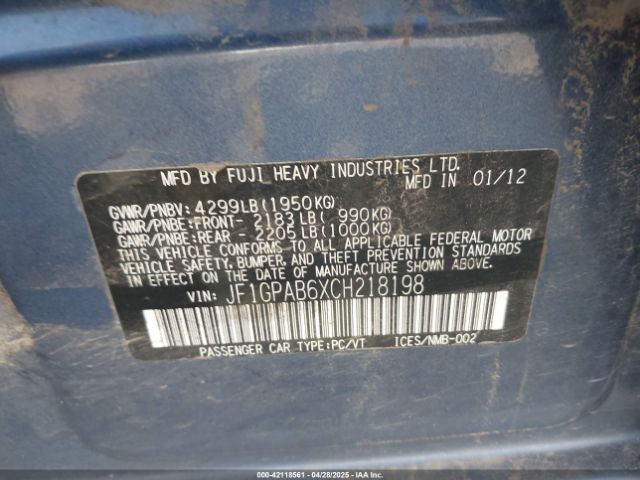 MFD BY FUJI HEAVY INDUSTRIES LTD.
MFD IN 01/12
GVWR/PNBV: 4299LB(1950KG)
GAWR/PNBE:FRONT- 2183LB( 990KG)
GAWR/PNBE:REAR - 2205LB(1000KG)
THIS VEHICLE CONFORMS TO ALL APPLICABLE FEDERAL MOTOR
VEHICLE SAFETY, BUMPER, AND THEFT PREVENTION STANDARDS
IN EFFECT ON THE DATE OF MANUFACTURE SHOWN ABOVE.
VIN: JF1GPAB6XCH218198
PASSENGER CAR TYPE:PC/VT ICES/NMB-002
000-42118561 - 04/28/2025 - IAAI.COM